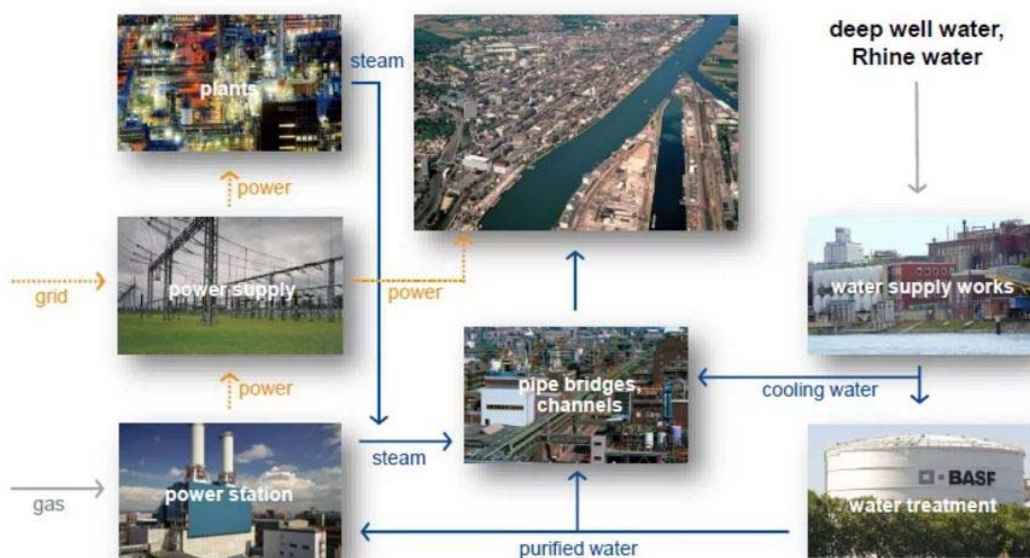 plants
steam
deep well water,
Rhine water
power
grid
power supply
power
water supply works
power
pipe bridges,
channels
cooling water
steam
gas
power station
BASF
water treatment
purified water